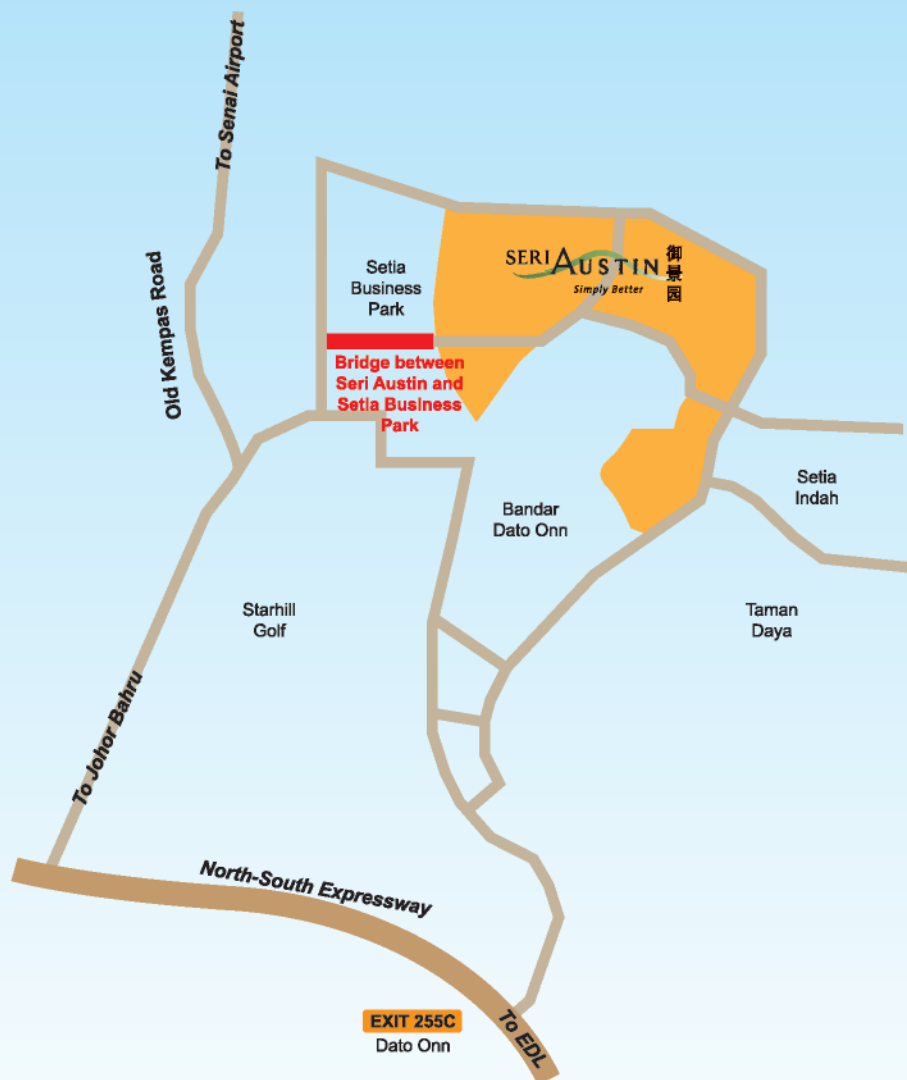 To Senai Airport
Old Kempas Road
Setia
Business
Park
SERI AUSTIN
Simply Better
御
景
园
Bridge between
Seri Austin and
Setia Business
Park
Setia
Indah
Bandar
Dato Onn
Starhill
Golf
Taman
Daya
To Johor Bahru
North-South Expressway
EXIT 255C
Dato Onn
To EDL